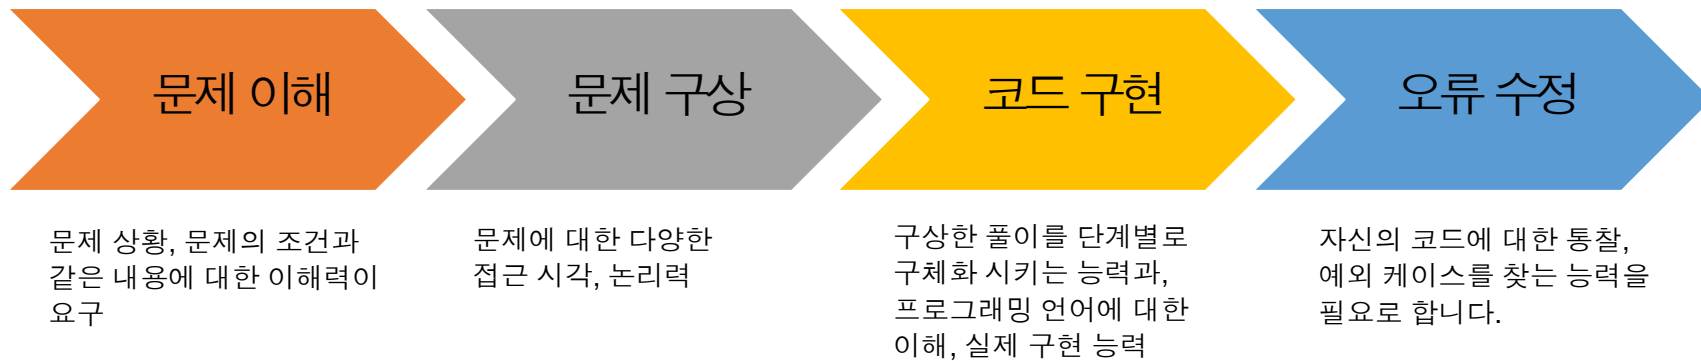 문제 이해
문제 구상
코드 구현
오류 수정
문제 상황, 문제의 조건과
같은 내용에 대한 이해력이
요구
문제에 대한 다양한
접근 시각, 논리력
구상한 풀이를 단계별로
구체화 시키는 능력과,
프로그래밍 언어에 대한
이해, 실제 구현 능력
자신의 코드에 대한 통찰,
예외 케이스를 찾는 능력을
필요로 합니다.